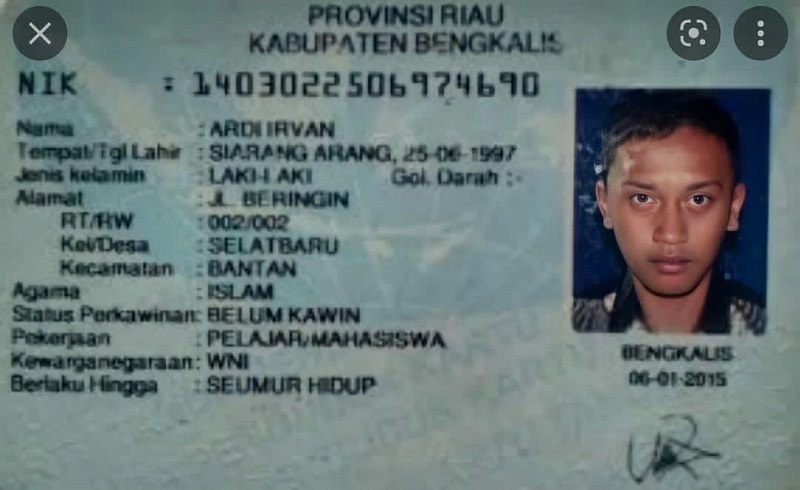 PROVINSI RIAU
KABUPATEN BENGKALIS
NIK : 1403022506974690
Nama : ARDI IRVAN
Tempat/Tgl Lahir : SIARANG ARANG, 25-06-1997
Jenis kelamin : LAKI-LAKI Gol. Darah : -
Alamat : JL. BERINGIN
RT/RW : 002/002
Kel/Desa : SELATBARU
Kecamatan : BANTAN
Agama : ISLAM
Status Perkawinan: BELUM KAWIN
Pekerjaan : PELAJAR/MAHASISWA
Kewarganegaraan: WNI
Berlaku Hingga : SEUMUR HIDUP
BENGKALIS
06-01-2015